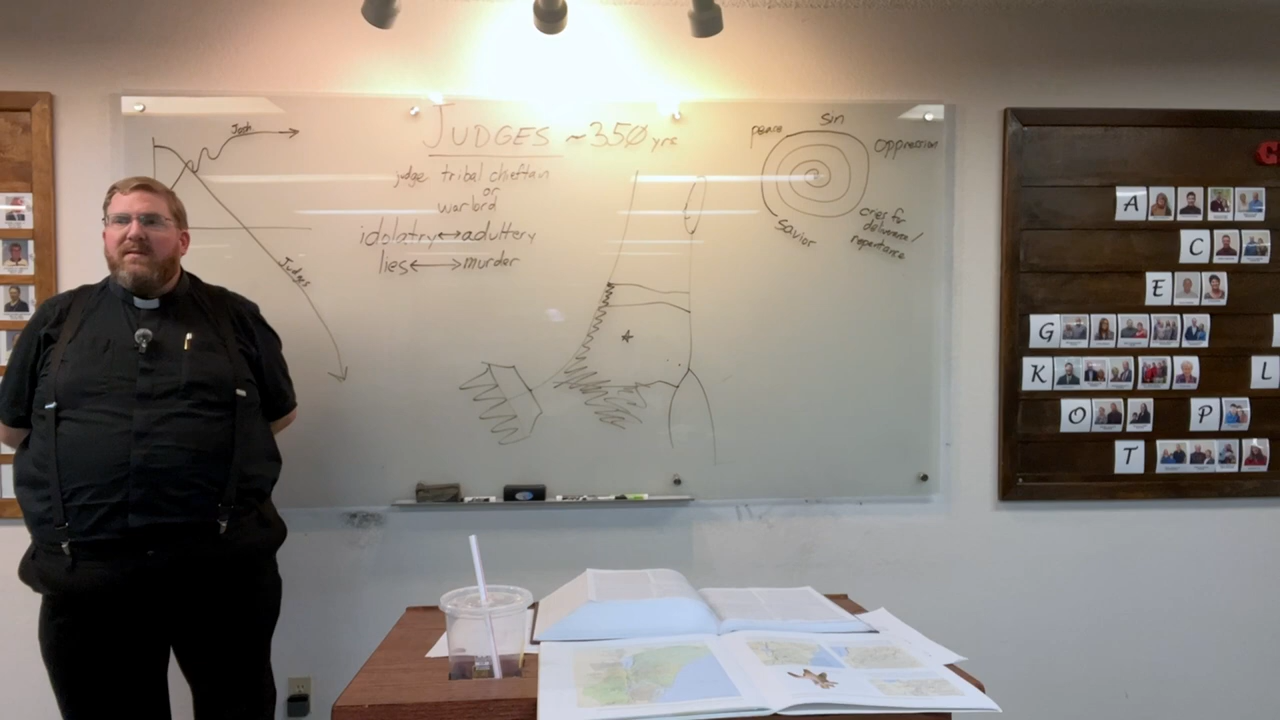 Josh
Judges
JUDGES ~350 yrs
judge tribal chieftain
or
warlord
idolatry↔adultery
lies↔murder
sin
peace
oppression
cries for
deliverance/
repentance
savior
A
C
E
G
K
L
O
P
T